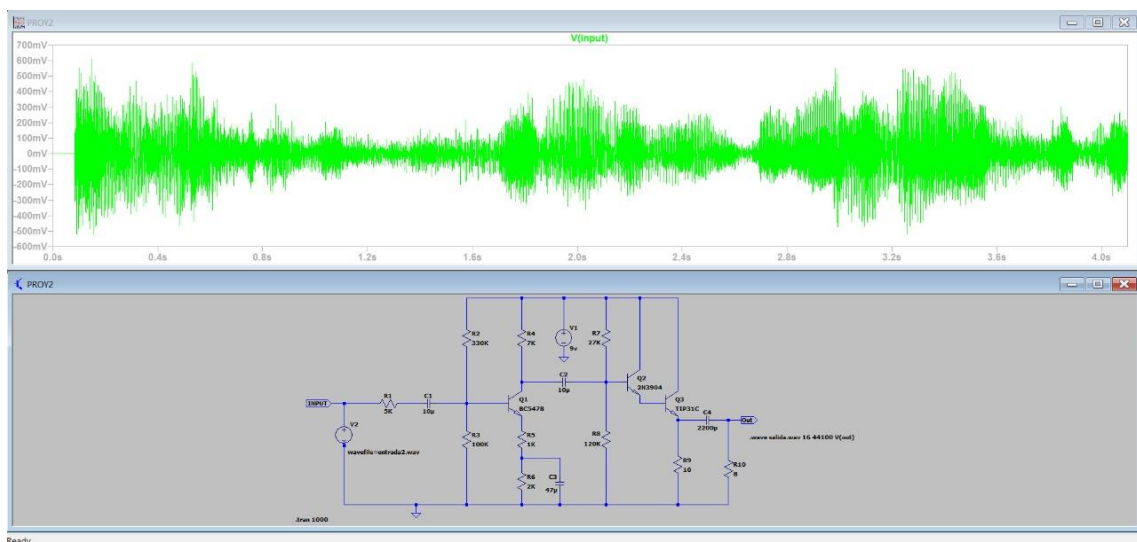 PROY2
V(input)
700mV
600mV
500mV
400mV
300mV
200mV
100mV
0mV
-100mV
-200mV
-300mV
-400mV
-500mV
-600mV
0.0s 0.4s 0.8s 1.2s 1.6s 2.0s 2.4s 2.8s 3.2s 3.6s 4.0s
PROY2
R2
330K
R4
7K
V1
9v
R7
27K
C2
10µ
Q2
2N3904
INPUT
R1
5K
C1
10µ
Q1
BC547B
Q3
TIP31C
C4
2200µ
Out
V2
wavefile=entrada2.wav
R3
100K
R5
1K
R8
120K
.wave salida.wav 16 44100 V(out)
R6
2K
C3
47µ
R9
10
R10
8
.tran 1000
Ready